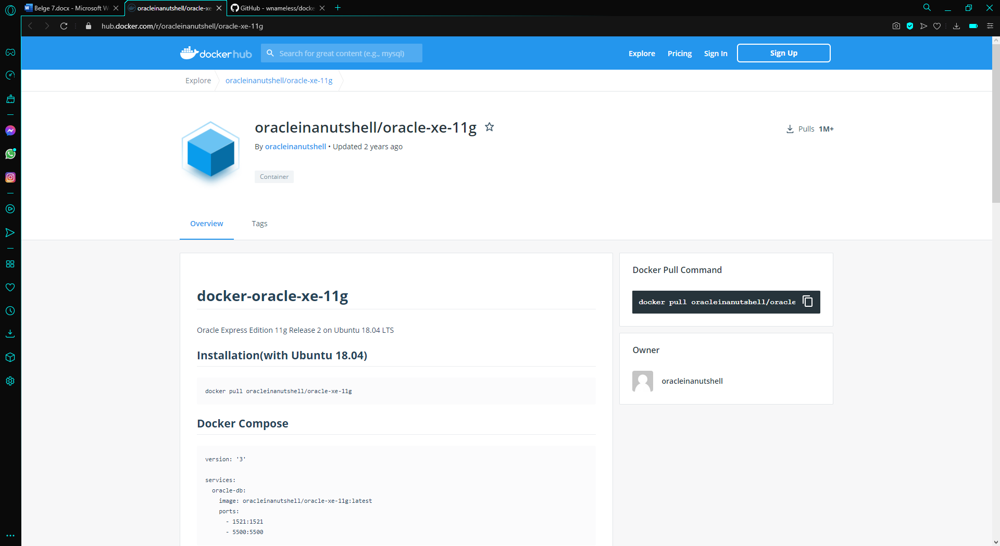 Belge 7.docx - Microsoft W
oracleinanutshell/oracle-xe
GitHub - wnameless/docke
hub.docker.com/r/oracleinanutshell/oracle-xe-11g
docker hub
Search for great content (e.g., mysql)
Explore
Pricing
Sign In
Sign Up
Explore
oracleinanutshell/oracle-xe-11g
oracleinanutshell/oracle-xe-11g
Pulls 1M+
By oracleinanutshell • Updated 2 years ago
Container
Overview
Tags
docker-oracle-xe-11g
Oracle Express Edition 11g Release 2 on Ubuntu 18.04 LTS
Installation(with Ubuntu 18.04)
docker pull oracleinanutshell/oracle-xe-11g
Docker Compose
version: '3'
services:
oracle-db:
image: oracleinanutshell/oracle-xe-11g:latest
ports:
- 1521:1521
- 5500:5500
Docker Pull Command
docker pull oracleinanutshell/oracle
Owner
oracleinanutshell